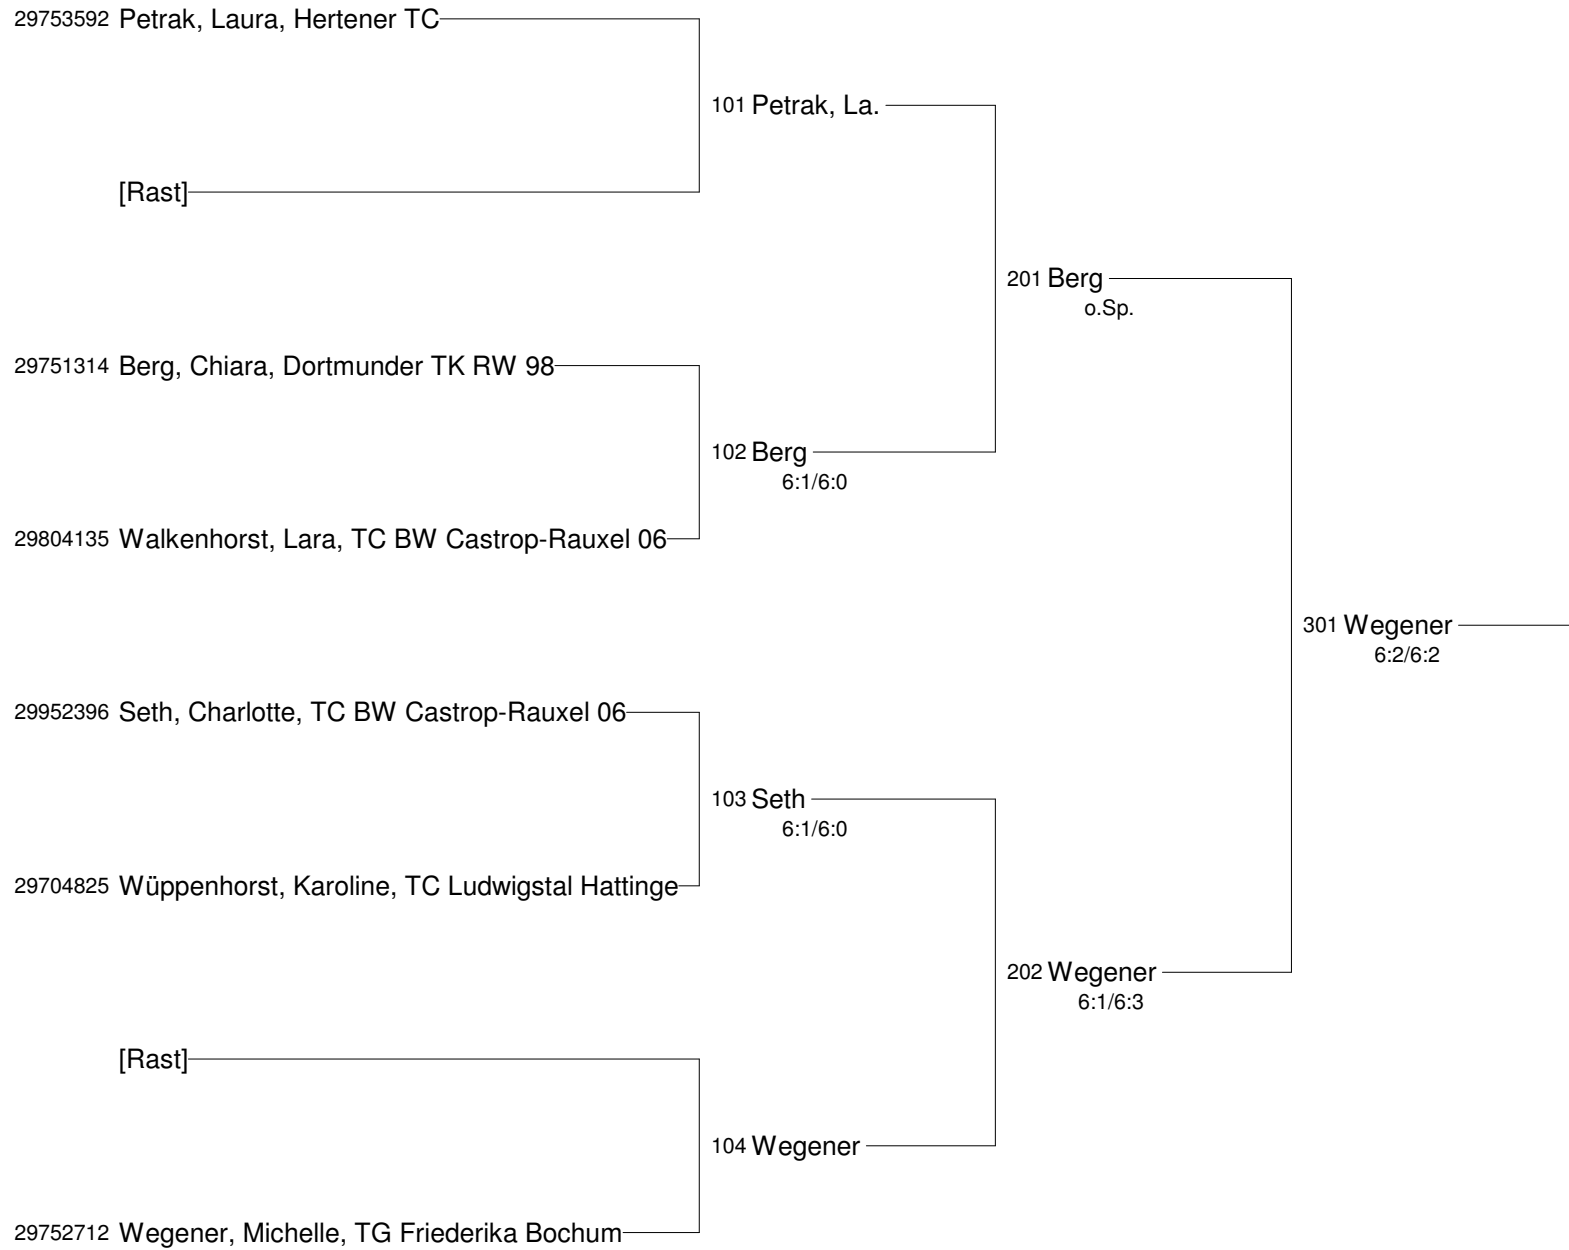 29753592 Petrak, Laura, Hertener TC
101 Petrak, La.
[Rast]
201 Berg
o.Sp.
29751314 Berg, Chiara, Dortmunder TK RW 98
102 Berg
6:1/6:0
29804135 Walkenhorst, Lara, TC BW Castrop-Rauxel 06
301 Wegener
6:2/6:2
29952396 Seth, Charlotte, TC BW Castrop-Rauxel 06
103 Seth
6:1/6:0
29704825 Wüppenhorst, Karoline, TC Ludwigstal Hattinge
202 Wegener
6:1/6:3
[Rast]
104 Wegener
29752712 Wegener, Michelle, TG Friederika Bochum